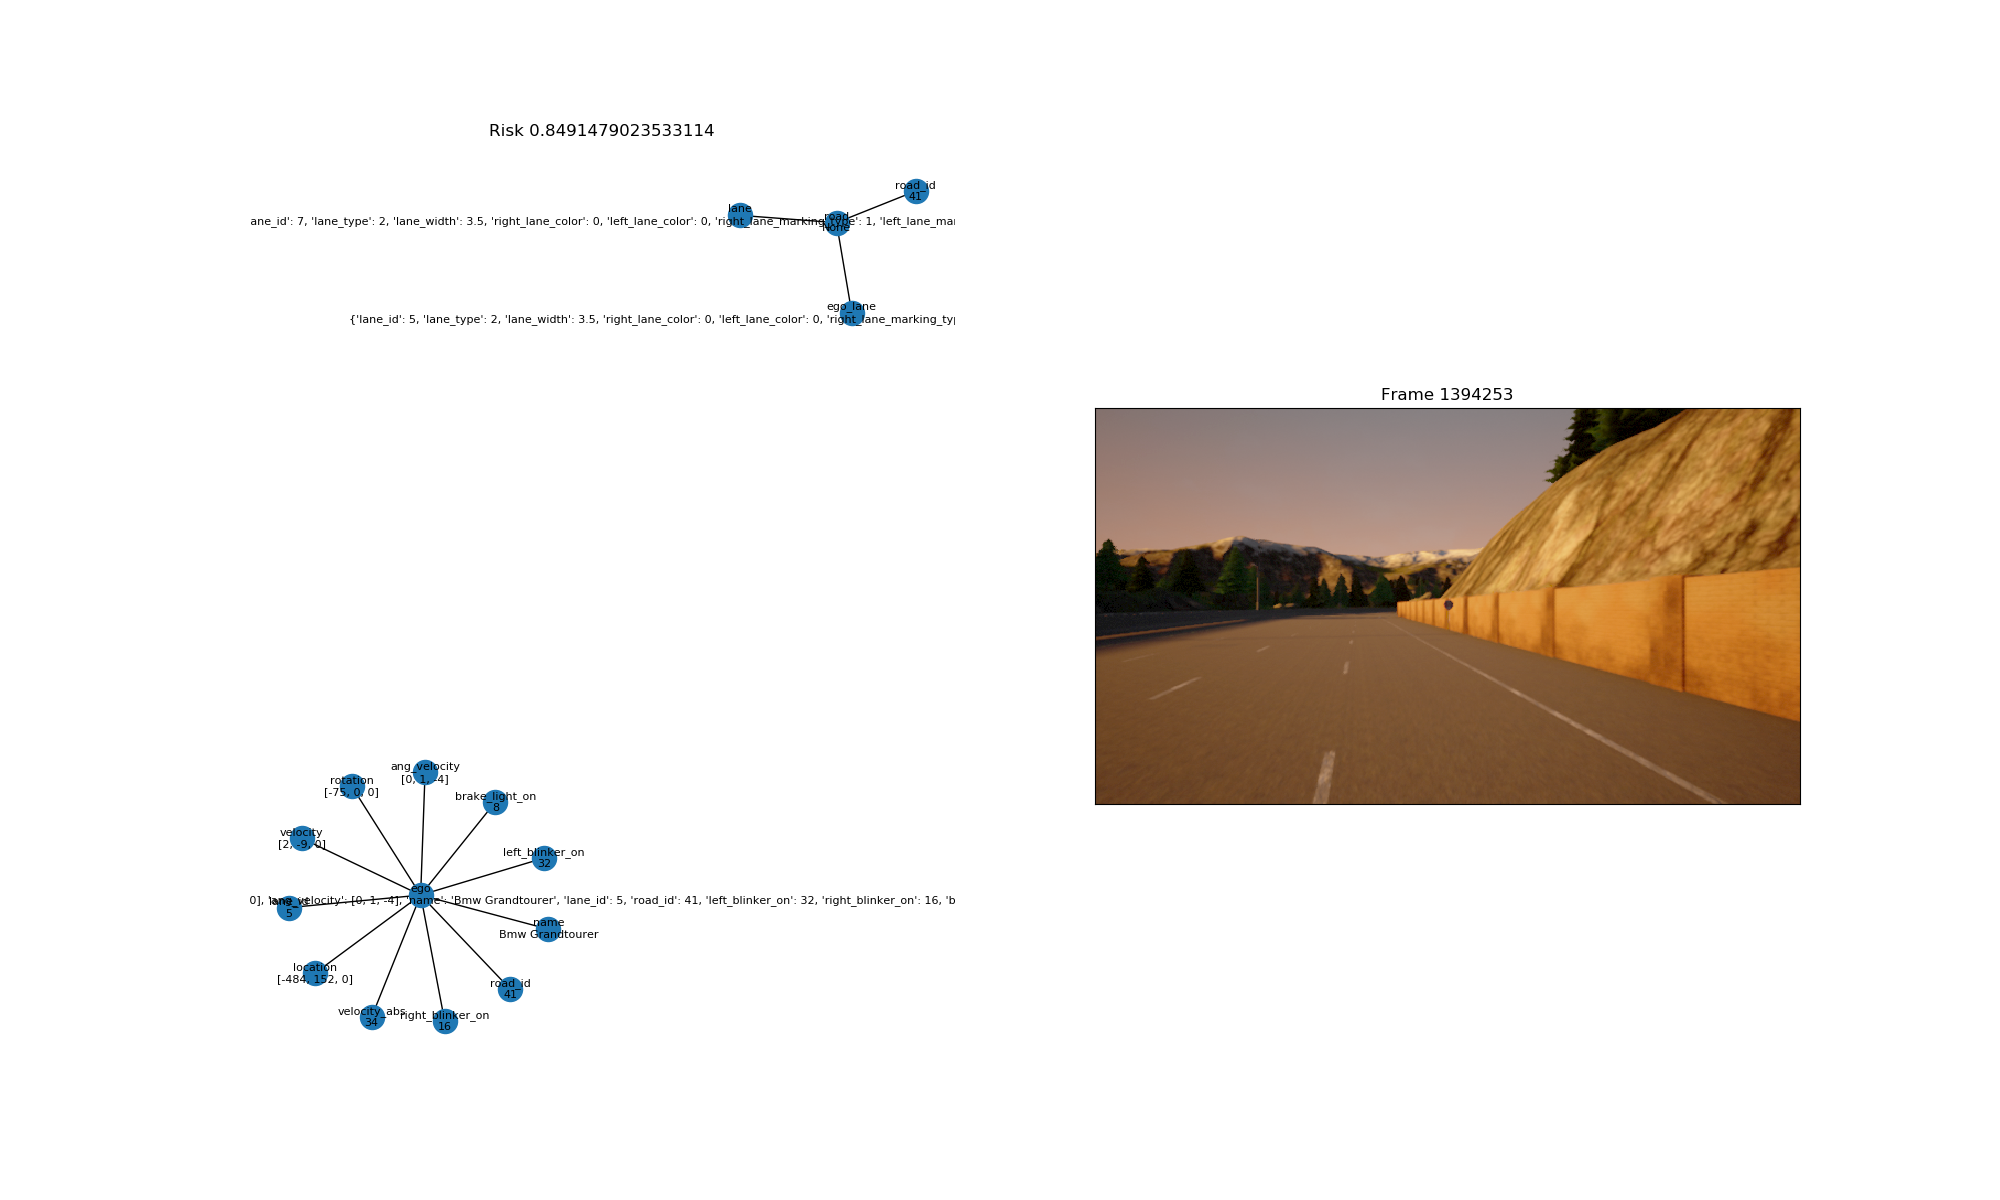 Risk 0.8491479023533114
road_id
41
lane
road
ane_id': 7, 'lane_type': 2, 'lane_width': 3.5, 'right_lane_color': 0, 'left_lane_color': 0, 'right_lane_marking_type': 1, 'left_lane_mar
None
ego_lane
{'lane_id': 5, 'lane_type': 2, 'lane_width': 3.5, 'right_lane_color': 0, 'left_lane_color': 0, 'right_lane_marking_typ
Frame 1394253
ang_velocity
[0, 1, -4]
rotation
[-75, 0, 0]
brake_light_on
8
velocity
[2, -9, 0]
left_blinker_on
32
ego
0], 'ang_velocity': [0, 1, -4], 'name': 'Bmw Grandtourer', 'lane_id': 5, 'road_id': 41, 'left_blinker_on': 32, 'right_blinker_on': 16, 'b
lane_id
5
name
Bmw Grandtourer
location
[-484, 152, 0]
road_id
41
velocity_abs
34
right_blinker_on
16